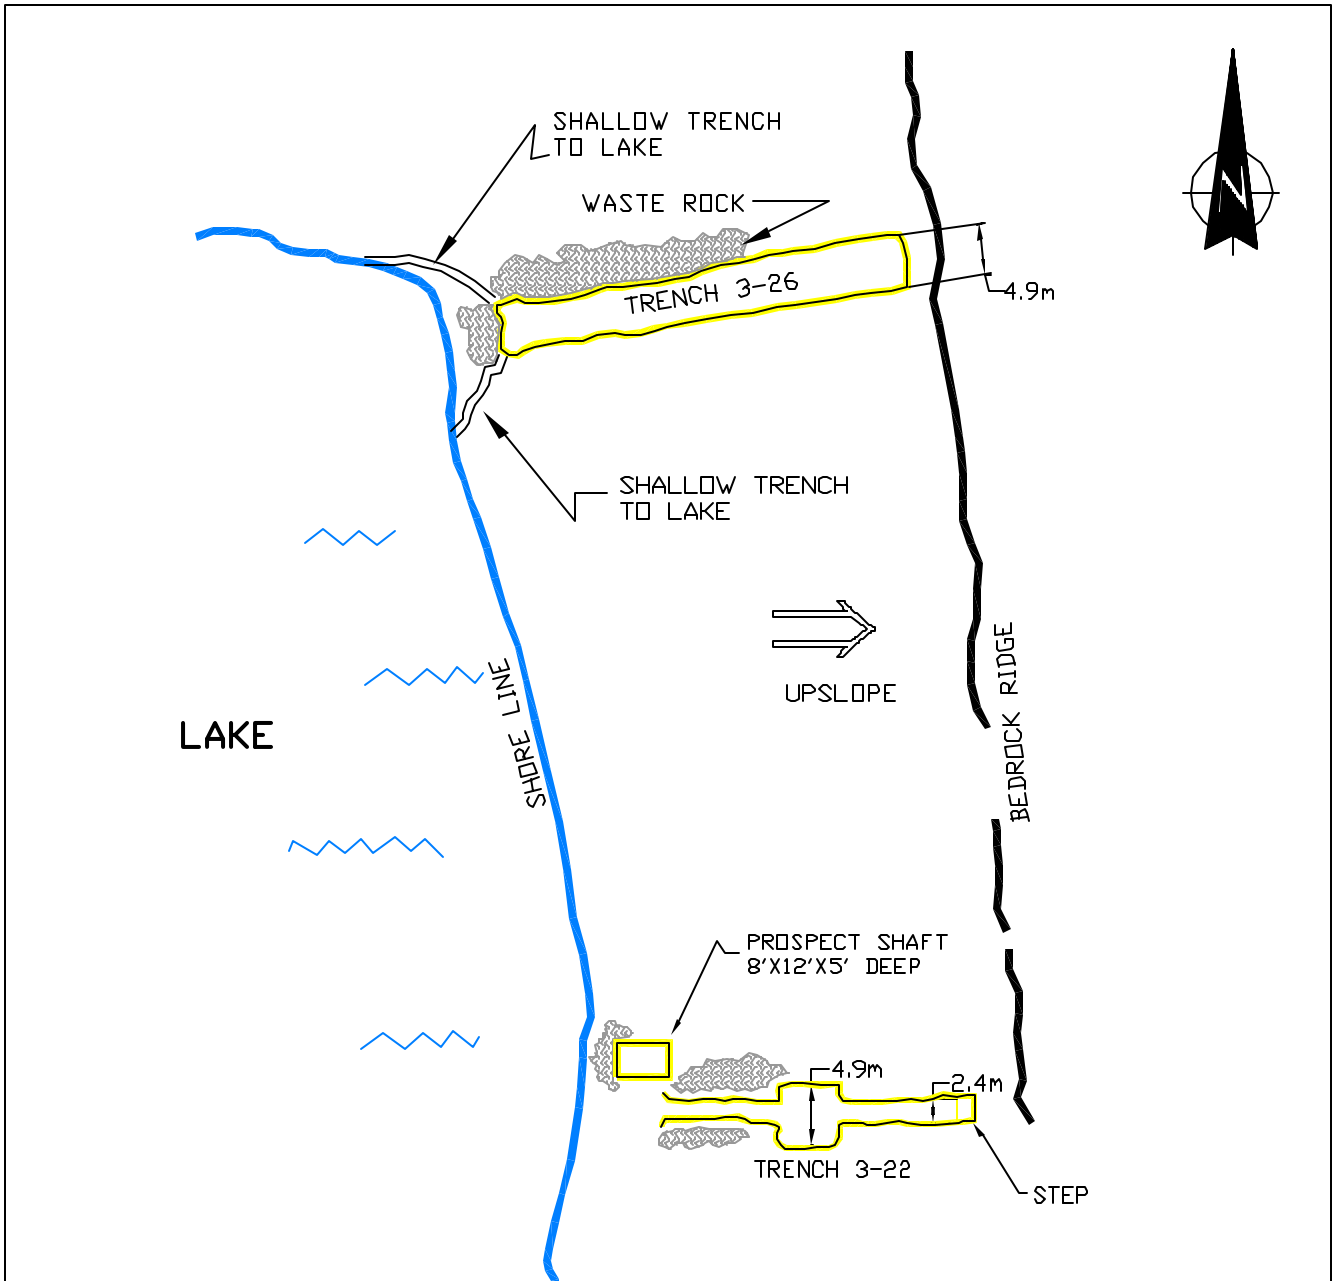 SHALLOW TRENCH
TO LAKE
WASTE ROCK
N
TRENCH 3-26
4.9m
SHALLOW TRENCH
TO LAKE
UPSLOPE
SHORE LINE
BEDROCK RIDGE
LAKE
PROSPECT SHAFT
8'X12'X5' DEEP
4.9m
2.4m
TRENCH 3-22
STEP